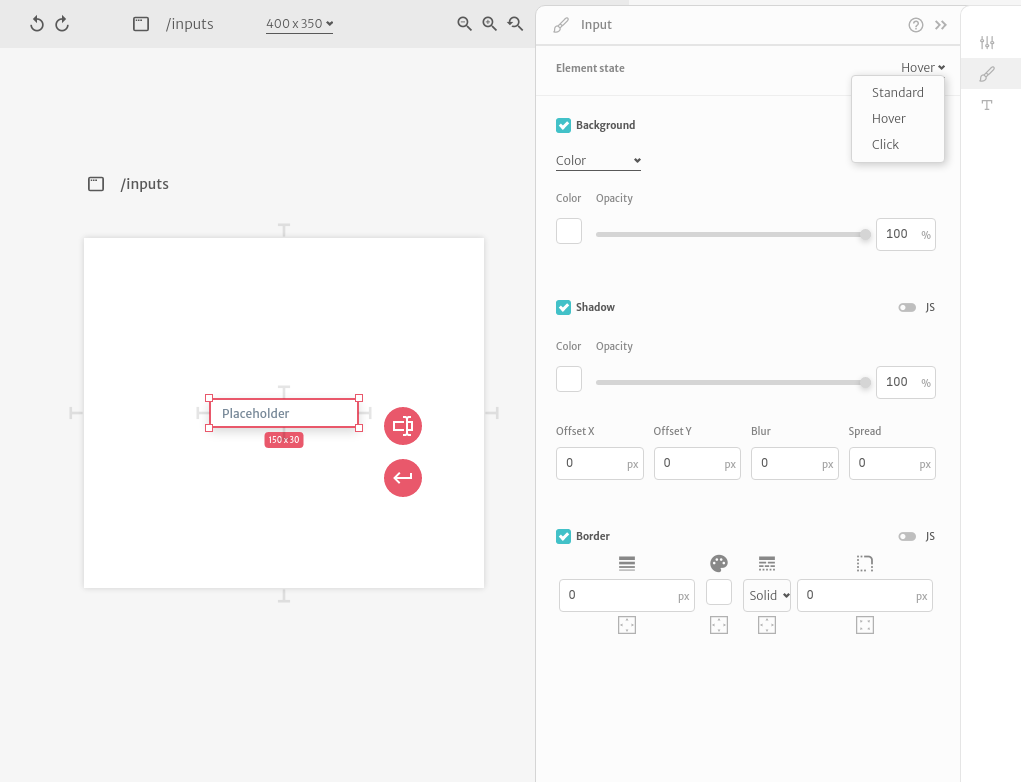 /inputs
400 x 350
Input
Element state
Hover
Standard
Hover
Click
Background
Color
Color
Opacity
100 %
Shadow
JS
Color
Opacity
100 %
Offset X
Offset Y
Blur
Spread
0 px
0 px
0 px
0 px
Border
JS
0 px
Solid
0 px
T
/inputs
Placeholder
150 x 30